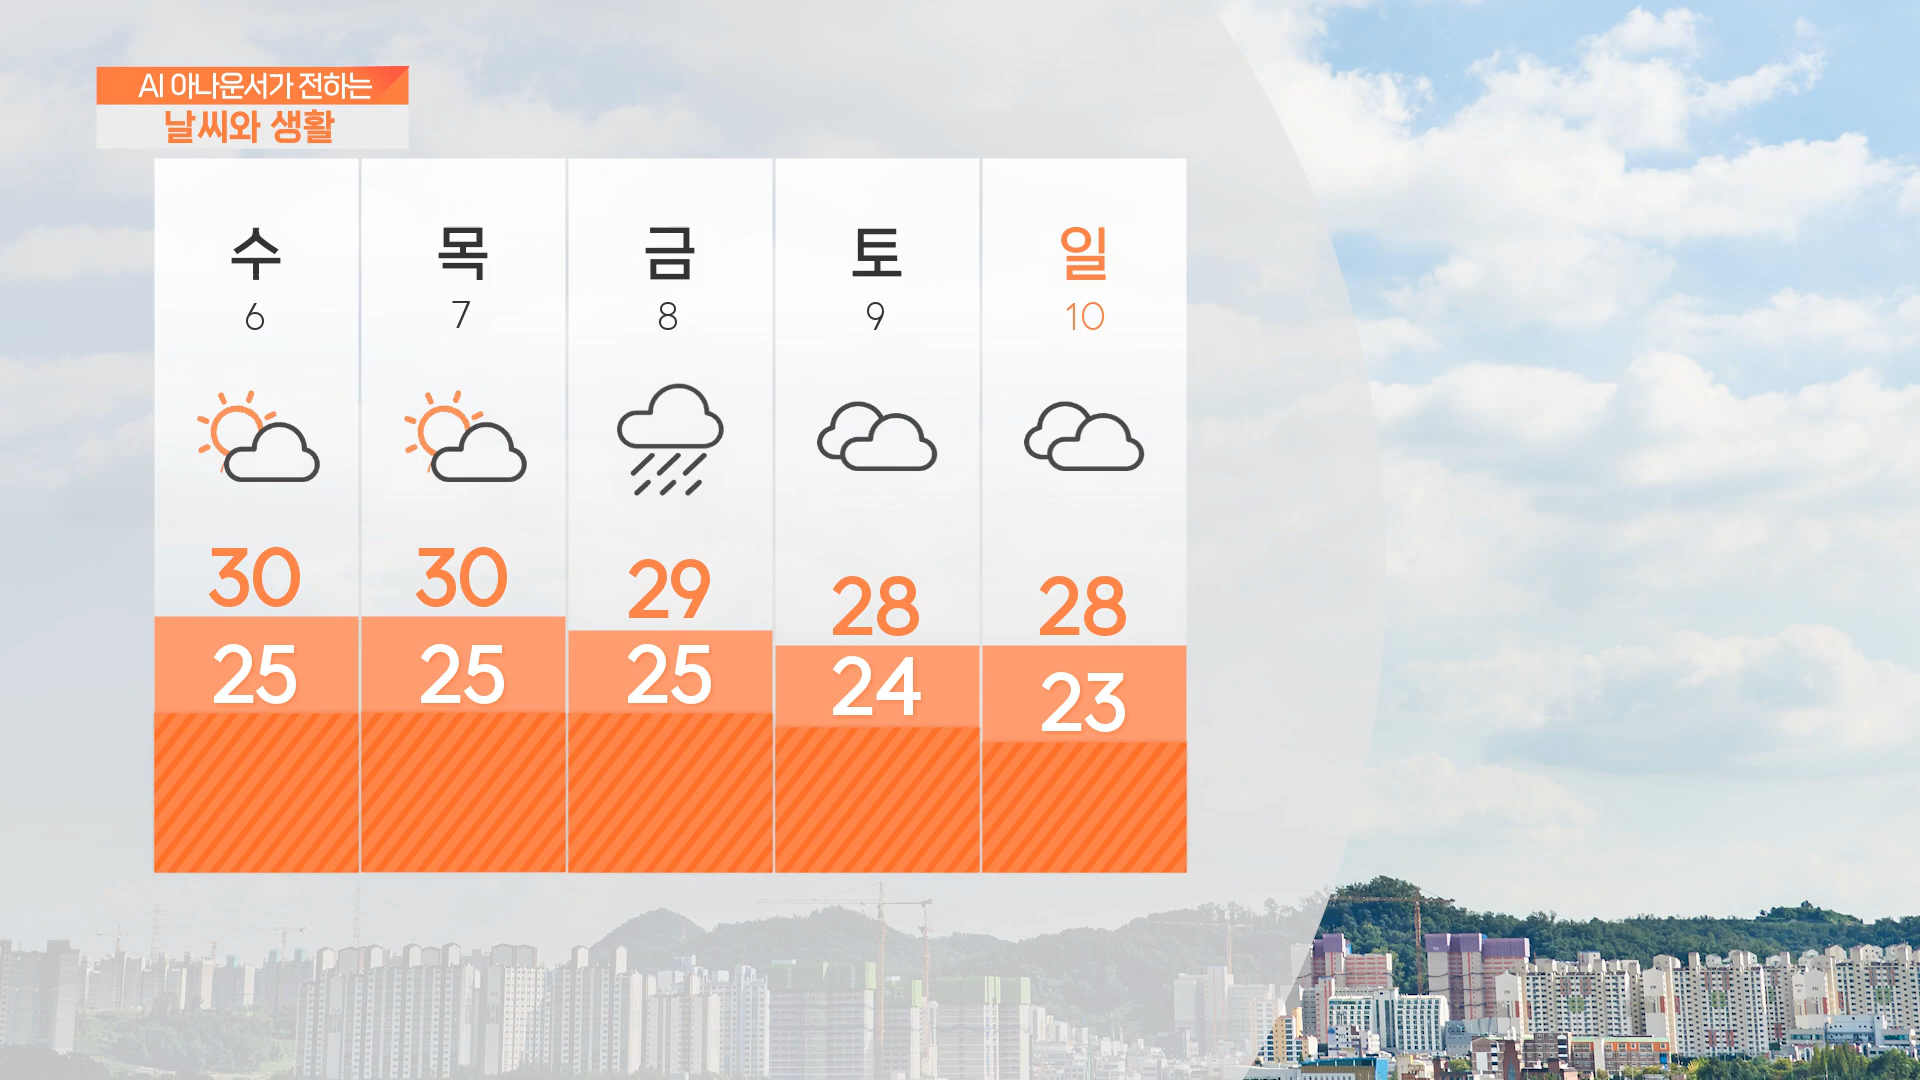 AI 아나운서가 전하는
날씨와 생활
수 목 금 토 일
6 7 8 9 10
30 30 29 28 28
25 25 25 24 23